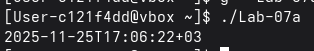 [User-c121f4dd@vbox ~]$ ./Lab-07a
2025-11-25T17:06:22+03